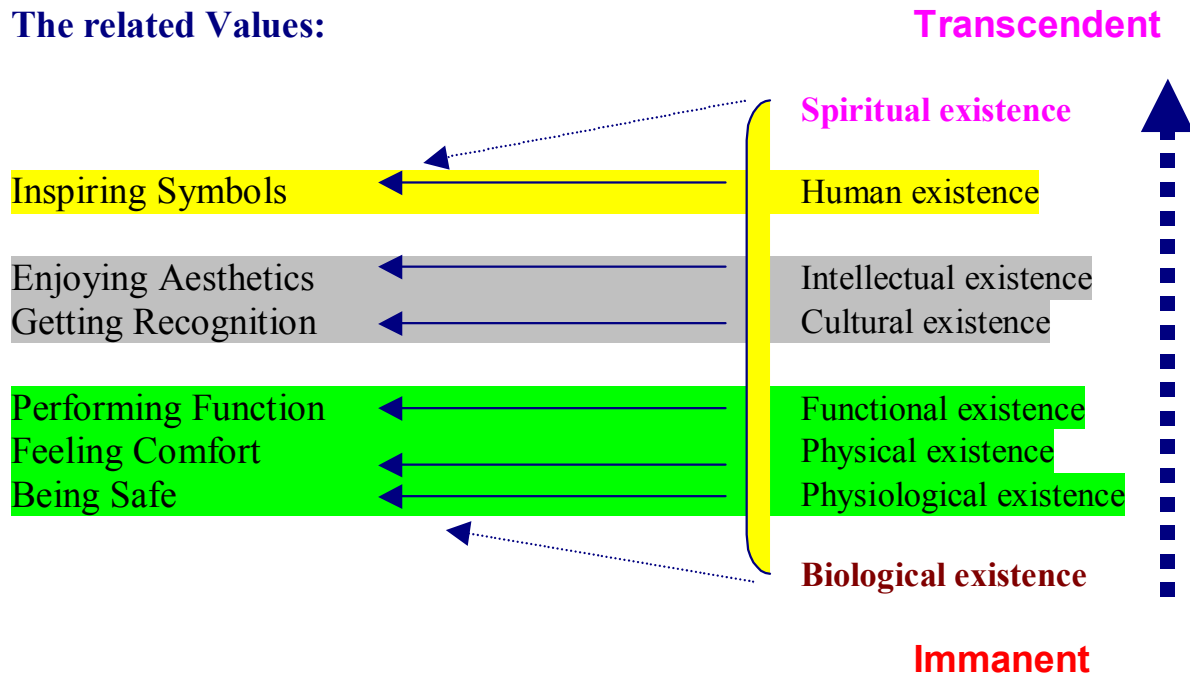 The related Values:
Transcendent
Spiritual existence
Inspiring Symbols
Human existence
Enjoying Aesthetics
Intellectual existence
Getting Recognition
Cultural existence
Performing Function
Functional existence
Feeling Comfort
Physical existence
Being Safe
Physiological existence
Biological existence
Immanent